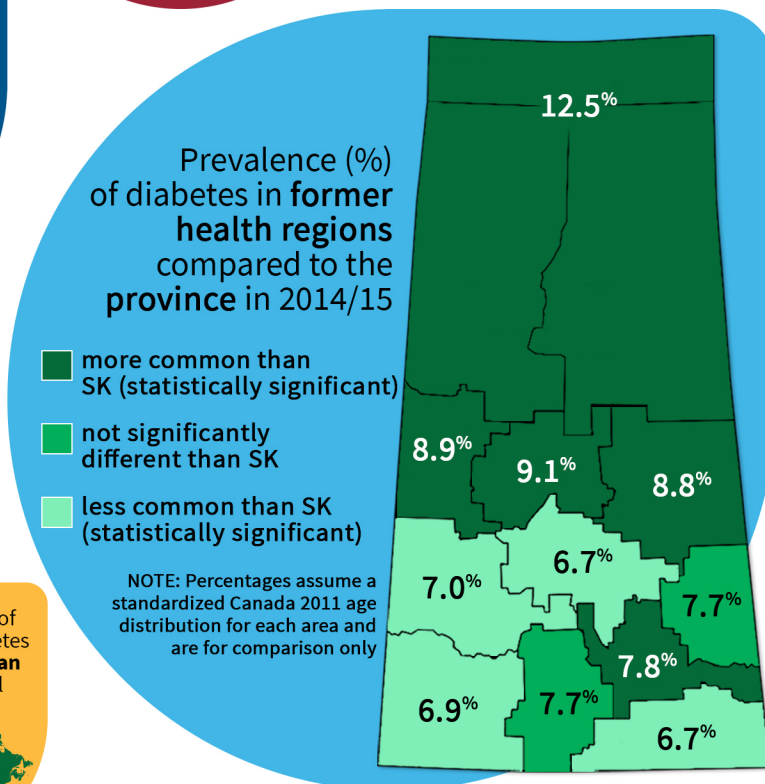 Prevalence (%)
of diabetes in former
health regions
compared to the
province in 2014/15
more common than
SK (statistically significant)
not significantly
different than SK
less common than SK
(statistically significant)
NOTE: Percentages assume a
standardized Canada 2011 age
distribution for each area and
are for comparison only
12.5%
8.9%
9.1%
8.8%
7.0%
6.7%
7.7%
7.8%
6.9%
7.7%
6.7%
of